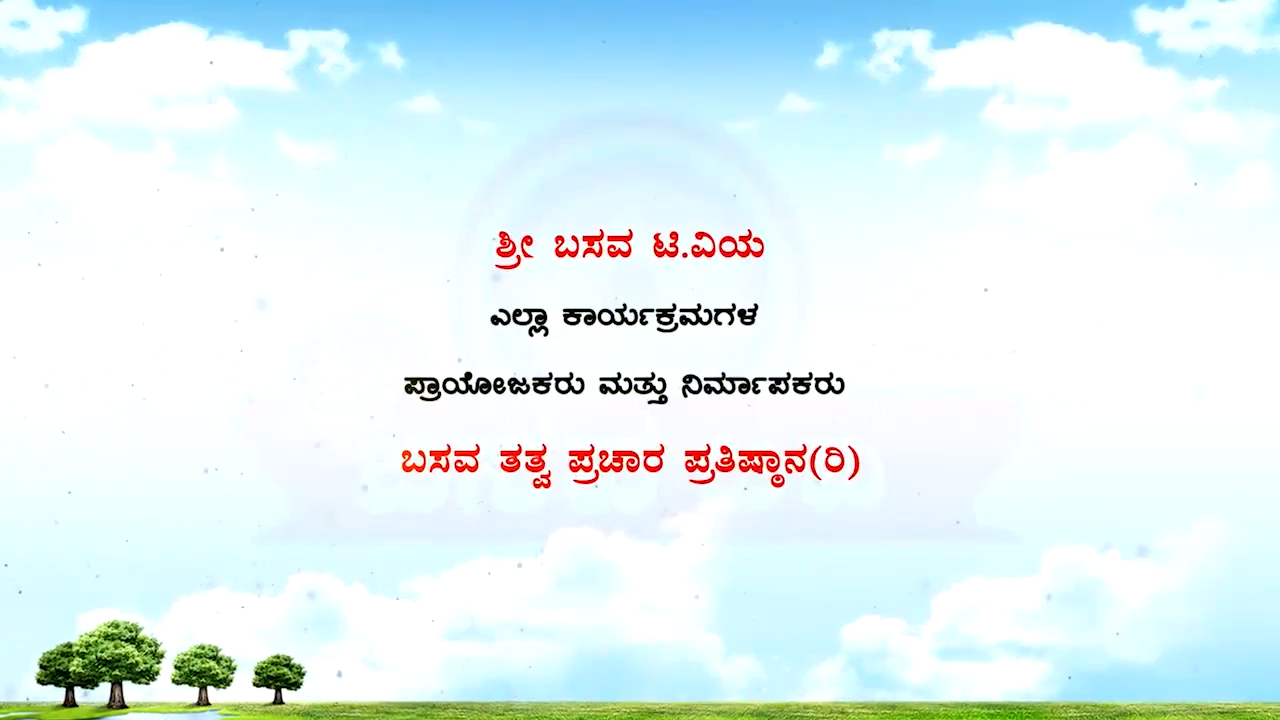 ಶ್ರೀ ಬಸವ ಟಿ.ವಿಯ
ಎಲ್ಲಾ ಕಾರ್ಯಕ್ರಮಗಳ
ಪ್ರಾಯೋಜಕರು ಮತ್ತು ನಿರ್ಮಾಪಕರು
ಬಸವ ತತ್ವ ಪ್ರಚಾರ ಪ್ರತಿಷ್ಠಾನ(ರಿ)